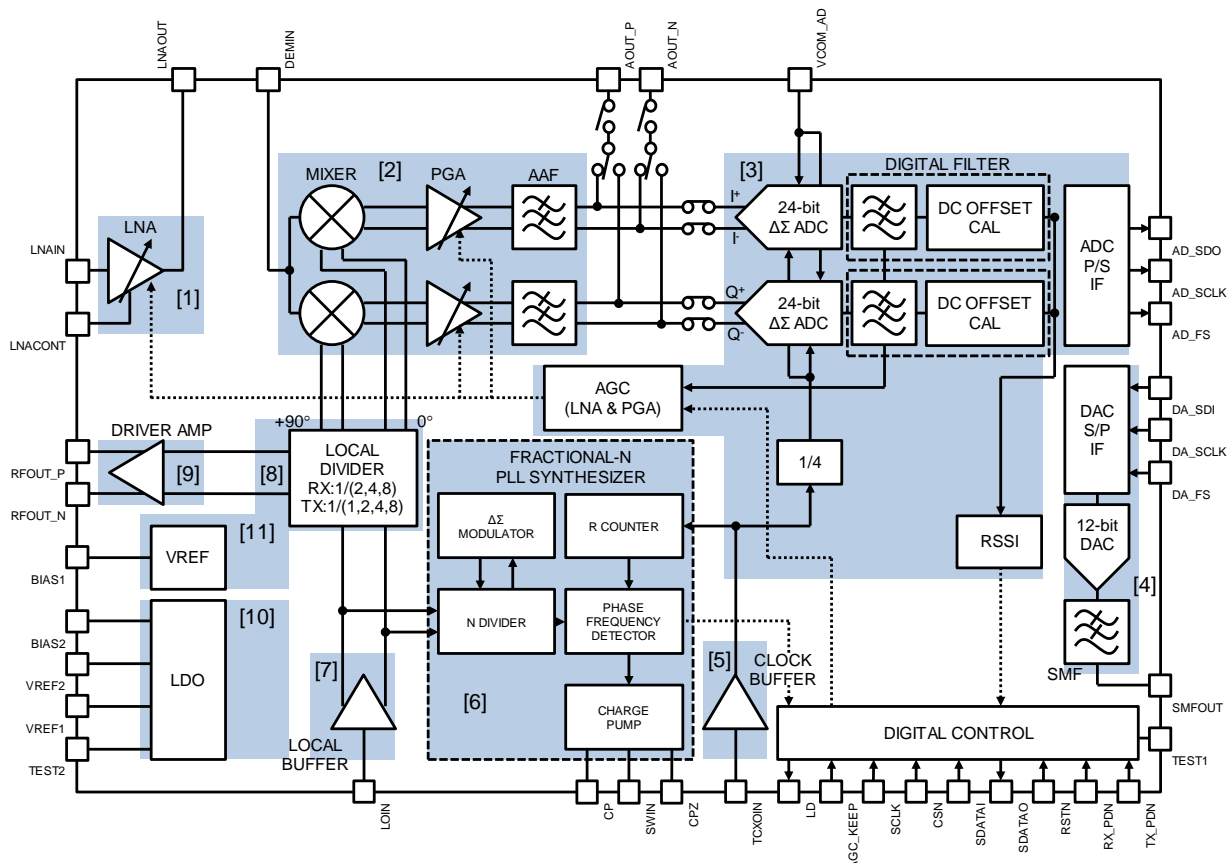 LNAOUT
DEMIN
AOUT_P
AOUT_N
VCOM_AD
MIXER
[2]
PGA
AAF
[3]
DIGITAL FILTER
LNA
[1]
LNAIN
LNACONT
I+
I-
24-bit
ΔΣ ADC
DC OFFSET
CAL
Q+
Q-
24-bit
ΔΣ ADC
DC OFFSET
CAL
ADC
P/S
IF
AD_SDO
AD_SCLK
AD_FS
AGC
(LNA & PGA)
DAC
S/P
IF
DA_SDI
DA_SCLK
DA_FS
DRIVER AMP
[9]
RFOUT_P
RFOUT_N
+90°
0°
[8]
LOCAL
DIVIDER
RX:1/(2,4,8)
TX:1/(1,2,4,8)
FRACTIONAL-N
PLL SYNTHESIZER
ΔΣ
MODULATOR
R COUNTER
N DIVIDER
PHASE
FREQUENCY
DETECTOR
CHARGE
PUMP
[6]
1/4
RSSI
12-bit
DAC
[4]
SMF
SMFOUT
[11]
VREF
BIAS1
[10]
LDO
BIAS2
VREF2
VREF1
TEST2
[7]
LOCAL
BUFFER
[5]
CLOCK
BUFFER
DIGITAL CONTROL
TEST1
LOIN
CP
SWIN
CPZ
TCXOIN
LD
AGC_KEEP
SCLK
CSN
SDATAI
SDATAO
RSTN
RX_PDN
TX_PDN